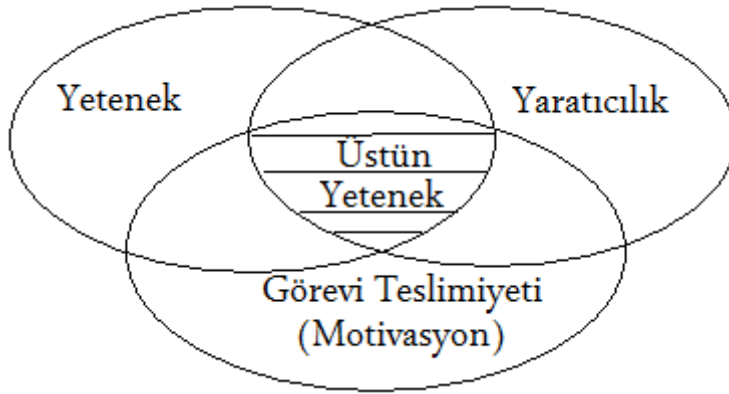 Yetenek
Yaratıcılık
Üstün
Yetenek
Görevi Teslimiyeti
(Motivasyon)